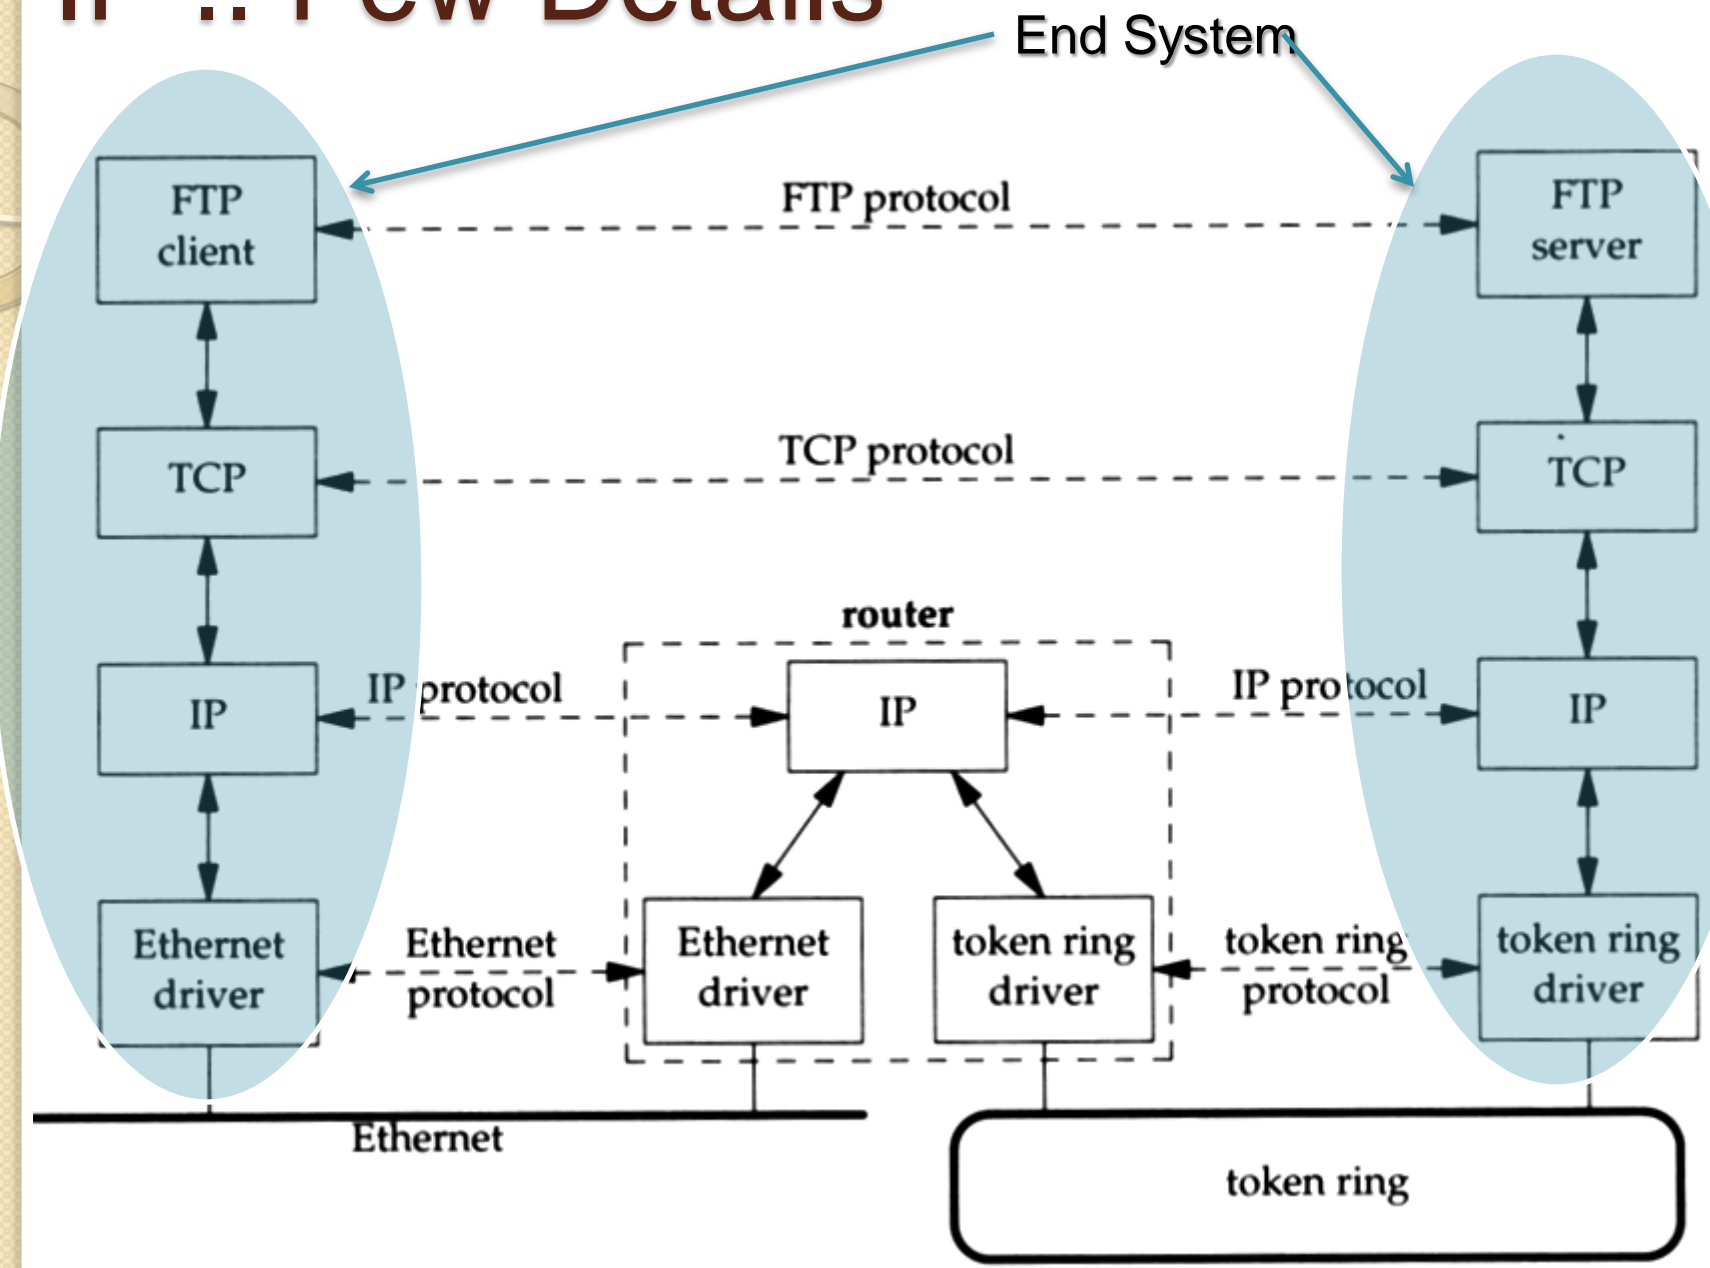 Few Details
End System
FTP
client
FTP protocol
FTP
server
TCP
TCP protocol
TCP
router
IP
IP protocol
IP
IP protocol
IP
Ethernet
driver
Ethernet
protocol
Ethernet
driver
token ring
driver
token ring
protocol
token ring
driver
Ethernet
token ring